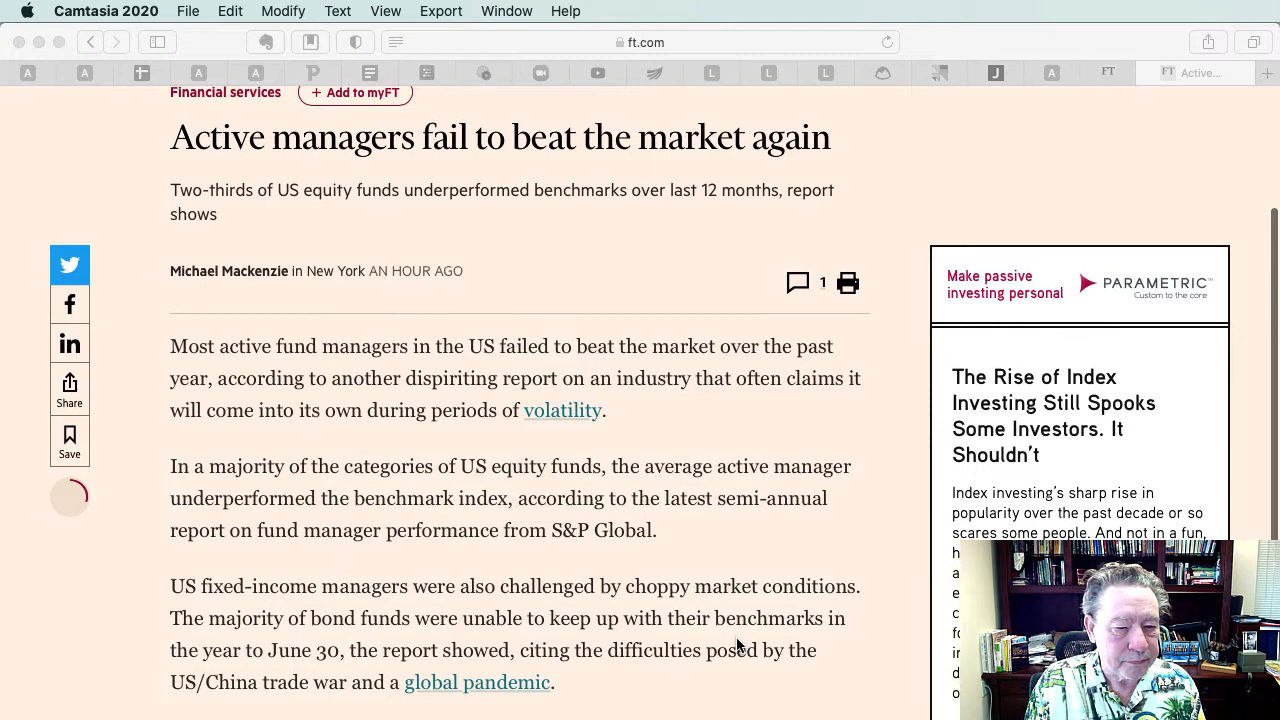 Camtasia 2020 File Edit Modify Text View Export Window Help
ft.com
A A A A P L L L J A FT FT Active...
Financial services + Add to myFT
Active managers fail to beat the market again
Two-thirds of US equity funds underperformed benchmarks over last 12 months, report
shows
Michael Mackenzie in New York AN HOUR AGO
1
Share
Save
Most active fund managers in the US failed to beat the market over the past
year, according to another dispiriting report on an industry that often claims it
will come into its own during periods of volatility.
In a majority of the categories of US equity funds, the average active manager
underperformed the benchmark index, according to the latest semi-annual
report on fund manager performance from S&P Global.
US fixed-income managers were also challenged by choppy market conditions.
The majority of bond funds were unable to keep up with their benchmarks in
the year to June 30, the report showed, citing the difficulties posed by the
US/China trade war and a global pandemic.
Make passive
investing personal
PARAMETRIC™
Custom to the core
The Rise of Index
Investing Still Spooks
Some Investors. It
Shouldn't
Index investing's sharp rise in
popularity over the past decade or so
scares some people. And not in a fun,